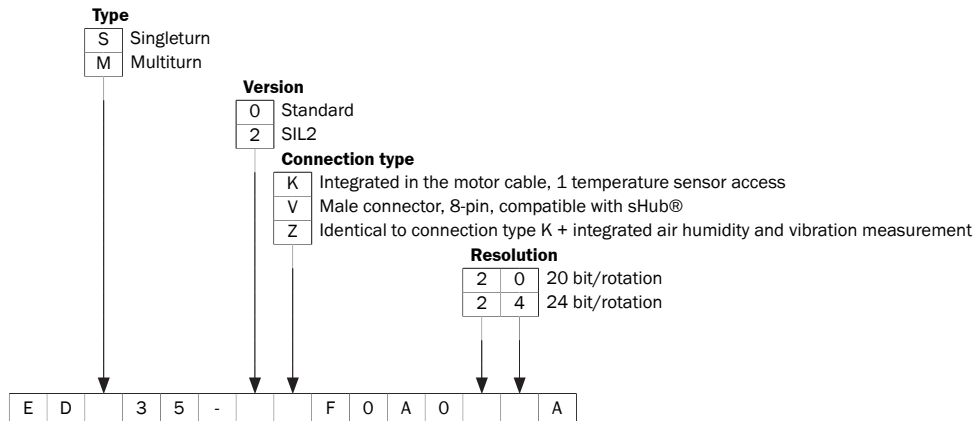 Type
S Singleturn
M Multiturn
Version
0 Standard
2 SIL2
Connection type
K Integrated in the motor cable, 1 temperature sensor access
V Male connector, 8-pin, compatible with sHub®
Z Identical to connection type K + integrated air humidity and vibration measurement
Resolution
2 0 20 bit/rotation
2 4 24 bit/rotation
E D 3 5 - F 0 A 0 A